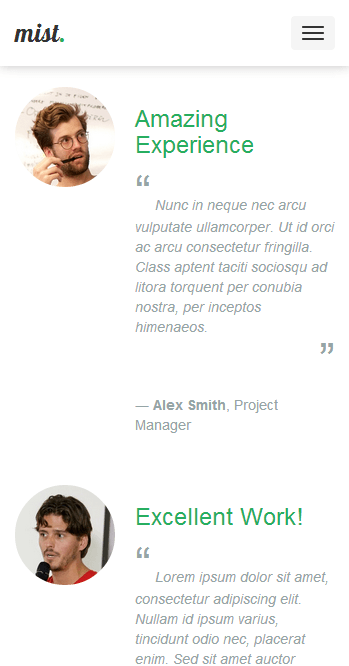 mist.
Amazing
Experience
“
Nunc in neque nec arcu
vulputate ullamcorper. Ut id orci
ac arcu consectetur fringilla.
Class aptent taciti sociosqu ad
litora torquent per conubia
nostra, per inceptos
himenaeos.
”
— Alex Smith, Project
Manager
Excellent Work!
“
Lorem ipsum dolor sit amet,
consectetur adipiscing elit.
Nullam id ipsum varius,
tincidunt odio nec, placerat
enim. Sed sit amet auctor